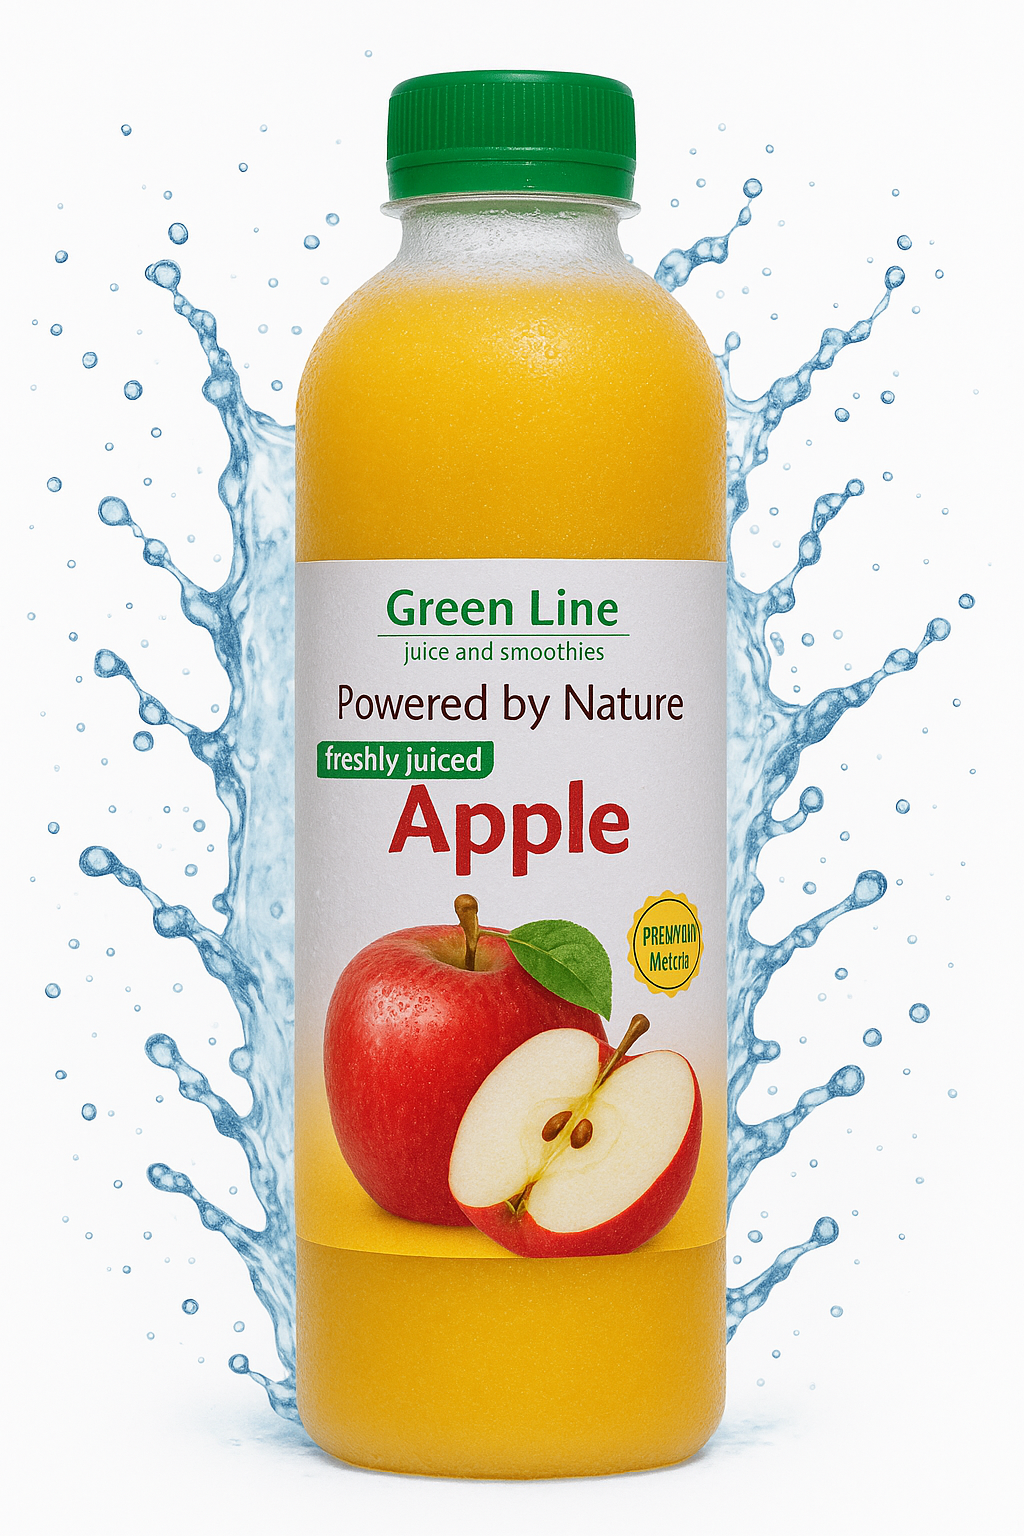 Green Line
juice and smoothies
Powered by Nature
freshly juiced
Apple